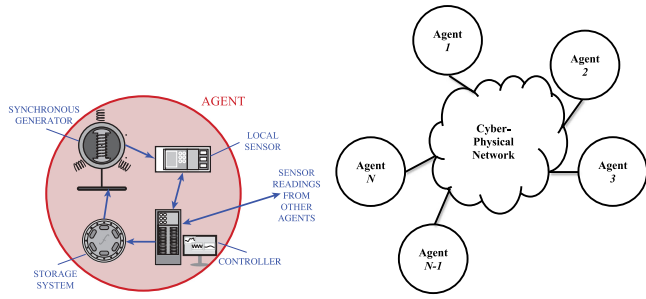 AGENT
SYNCHRONOUS
GENERATOR
LOCAL
SENSOR
SENSOR
READINGS
FROM
OTHER
AGENTS
CONTROLLER
STORAGE
SYSTEM
Agent
1
Agent
2
Cyber-
Physical
Network
Agent
N
Agent
3
Agent
N-1